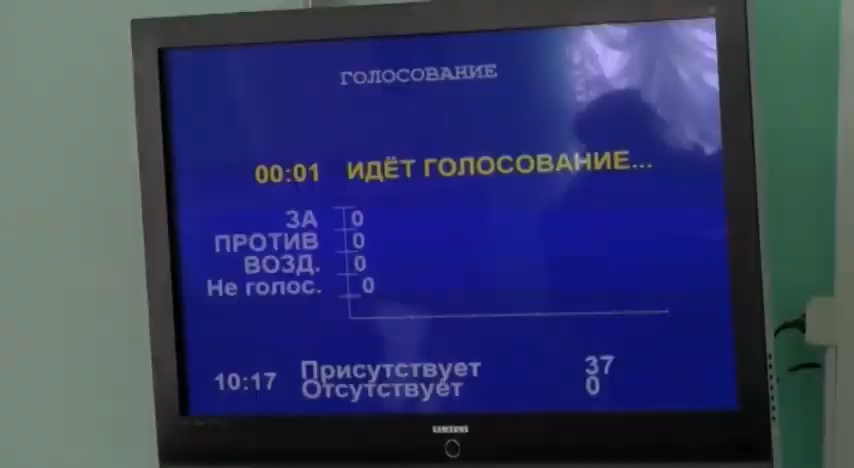 ГОЛОСОВАНИЕ
00:01 ИДЁТ ГОЛОСОВАНИЕ...
ЗА 0
ПРОТИВ 0
ВОЗД. 0
Не голос. 0
10:17 Присутствует 37
Отсутствует 0
SAMSUNG